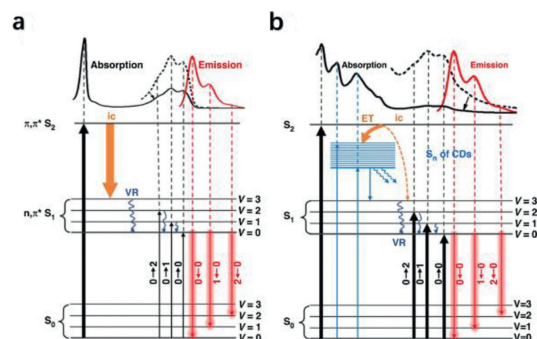 a
Absorption
Emission
π,π* S2
ic
VR
n,π* S1
V = 3
V = 2
V = 1
V = 0
0→2
0→1
0→0
0←0
1←0
2←0
S0
V = 3
V = 2
V = 1
V = 0
b
Absorption
Emission
S2
ET
ic
Sn of CDs
S1
VR
V = 3
V = 2
V = 1
V = 0
0→2
0→1
0→0
0←0
1←0
2←0
S0
V=3
V=2
V=1
V=0